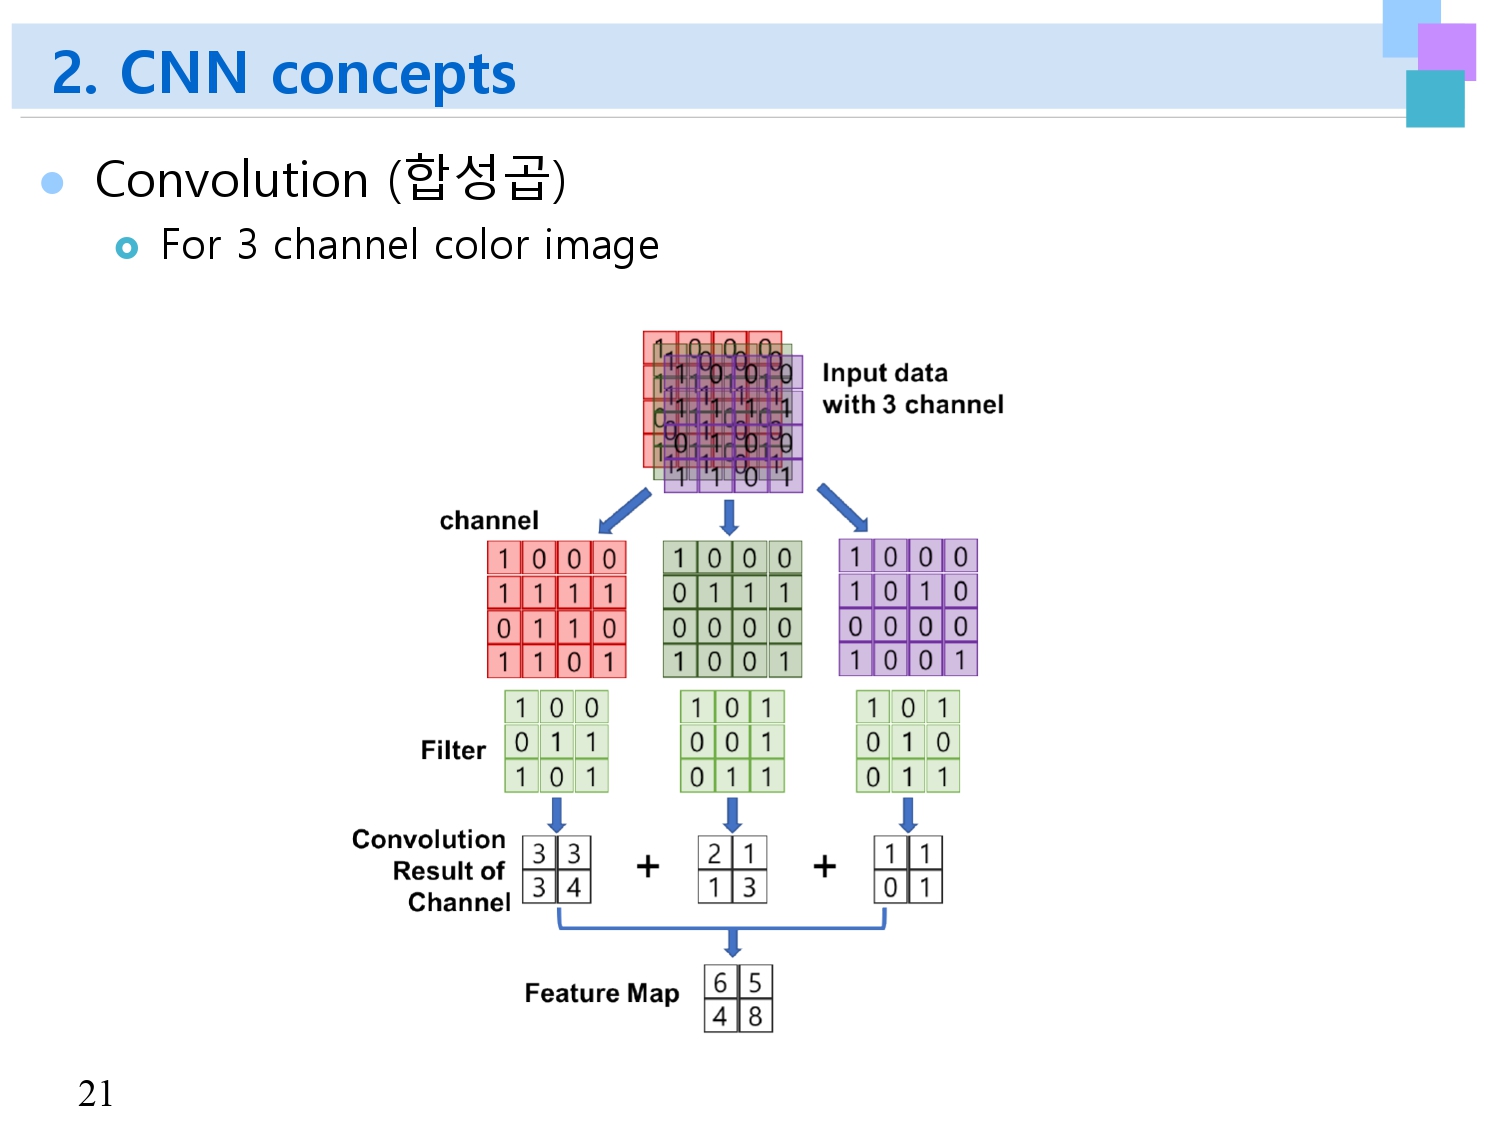 2. CNN concepts
Convolution (합성곱)
For 3 channel color image
Input data
with 3 channel
channel
1 0 0 0 1 0 0 0 1 0 0 0
1 1 1 1 0 1 1 1 1 0 1 0
0 1 1 0 0 0 0 0 0 0 0 0
1 1 0 1 1 0 0 1 1 0 0 1
Filter
1 0 0 1 0 1 1 0 1
0 1 1 0 0 1 0 1 0
1 0 1 0 1 1 0 1 1
Convolution
Result of
Channel
3 3 + 2 1 + 1 1
3 4 1 3 0 1
Feature Map
6 5
4 8
21